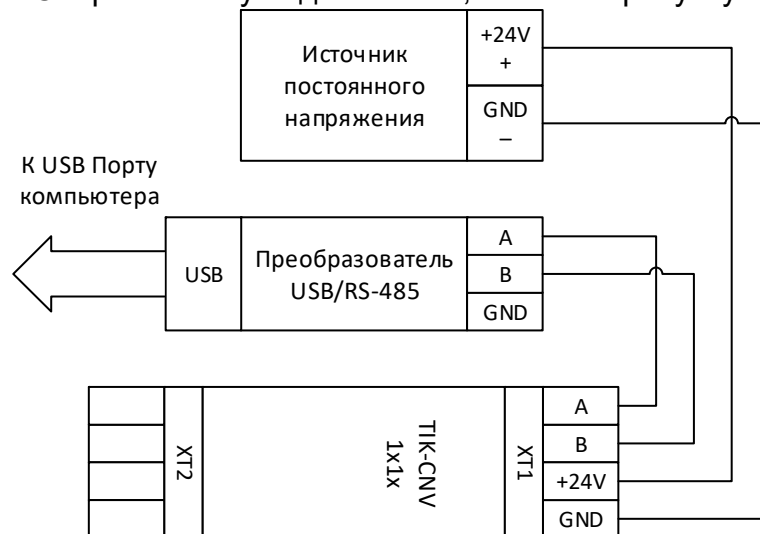 Источник
постоянного
напряжения
+24V
+
GND
–
К USB Порту
компьютера
USB
Преобразователь
USB/RS-485
A
B
GND
XT2
TIK-CNV
1x1x
XT1
A
B
+24V
GND